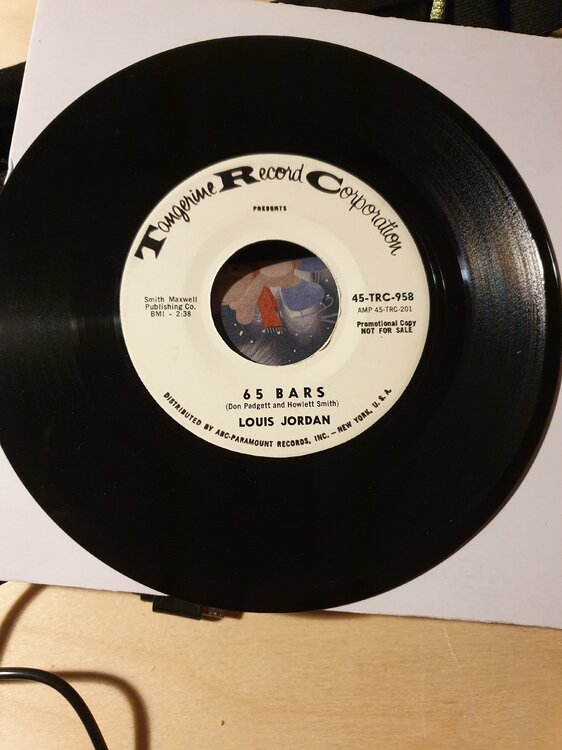 Tangerine Record Corporation
PRESENTS
Smith Maxwell
Publishing Co.
BMI - 2:38
45-TRC-958
AMP 45-TRC-201
Promotional Copy
NOT FOR SALE
65 BARS
(Don Padgett and Howlett Smith)
LOUIS JORDAN
DISTRIBUTED BY ABC-PARAMOUNT RECORDS, INC. - NEW YORK, U. S. A.